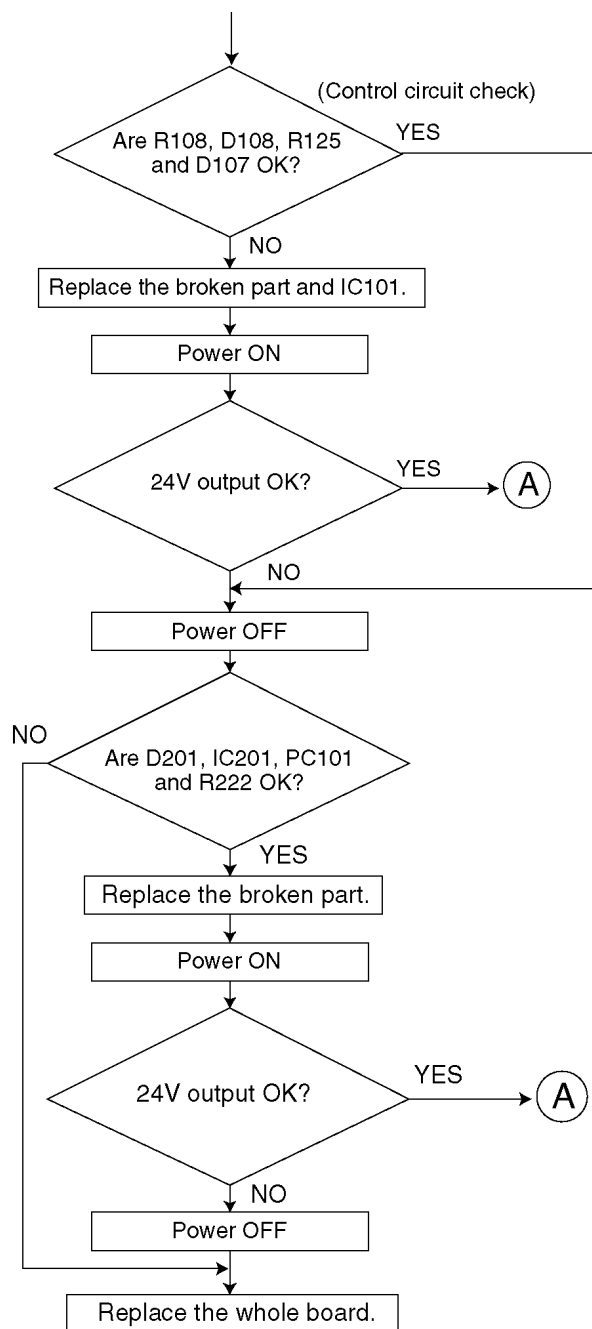 (Control circuit check)
Are R108, D108, R125
and D107 OK?
YES
NO
Replace the broken part and IC101.
Power ON
24V output OK?
YES
A
NO
Power OFF
NO
Are D201, IC201, PC101
and R222 OK?
YES
Replace the broken part.
Power ON
24V output OK?
YES
A
NO
Power OFF
Replace the whole board.